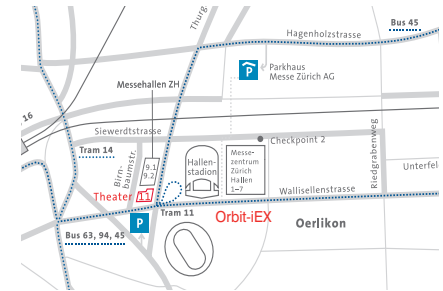 Bus 45
Hagenholzstrasse
Thurg
P
Parkhaus
Messe Zürich AG
Messehallen ZH
16
Siewerdtstrasse
Checkpoint 2
Tram 14
Birn-
baumstr.
9.1
9.2
Hallen-
stadion
Messe-
zentrum
Zürich
Hallen
1–7
Riedgrabenweg
Unterfel
Theater
11
Wallisellenstrasse
Tram 11
Orbit-iEX
P
Oerlikon
Bus 63, 94, 45